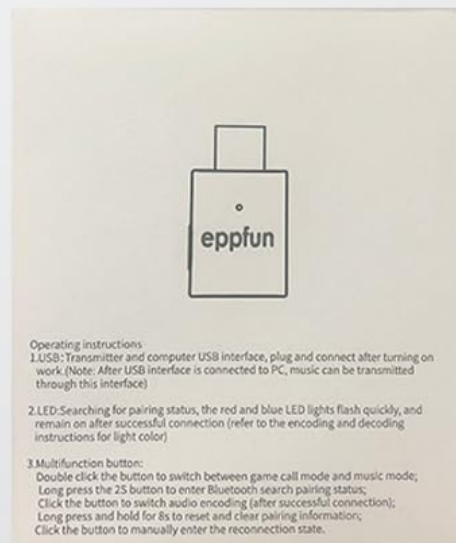 eppfun
Operating instructions
1.USB:Transmitter and computer USB interface, plug and connect after turning on
work.(Note: After USB interface is connected to PC, music can be transmitted
through this interface)
2.LED:Searching for pairing status, the red and blue LED lights flash quickly, and
remain on after successful connection (refer to the encoding and decoding
instructions for light color)
3.Multifunction button:
Double click the button to switch between game call mode and music mode;
Long press the 2S button to enter Bluetooth search pairing status;
Click the button to switch audio encoding (after successful connection);
Long press and hold for 8s to reset and clear pairing information;
Click the button to manually enter the reconnection state.